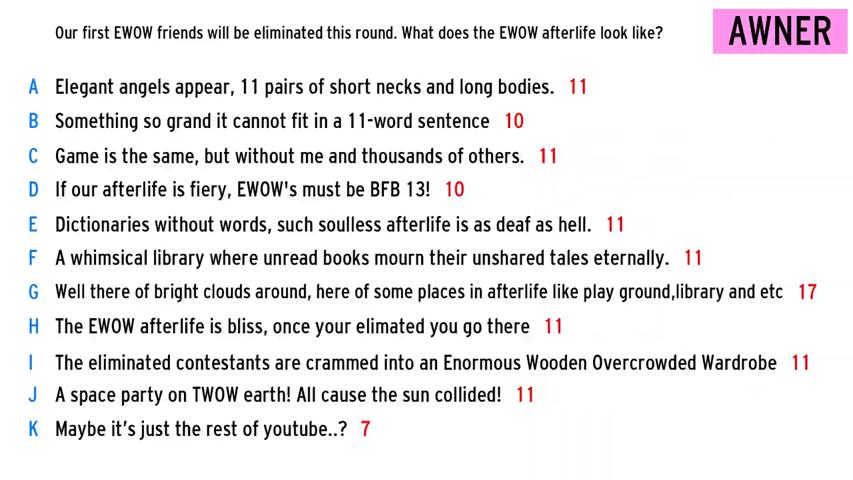 Our first EWOW friends will be eliminated this round. What does the EWOW afterlife look like?
AWNER
A Elegant angels appear, 11 pairs of short necks and long bodies. 11
B Something so grand it cannot fit in a 11-word sentence 10
C Game is the same, but without me and thousands of others. 11
D If our afterlife is fiery, EWOW's must be BFB 13! 10
E Dictionaries without words, such soulless afterlife is as deaf as hell. 11
F A whimsical library where unread books mourn their unshared tales eternally. 11
G Well there of bright clouds around, here of some places in afterlife like play ground,library and etc 17
H The EWOW afterlife is bliss, once your elimated you go there 11
I The eliminated contestants are crammed into an Enormous Wooden Overcrowded Wardrobe 11
J A space party on TWOW earth! All cause the sun collided! 11
K Maybe it's just the rest of youtube..? 7